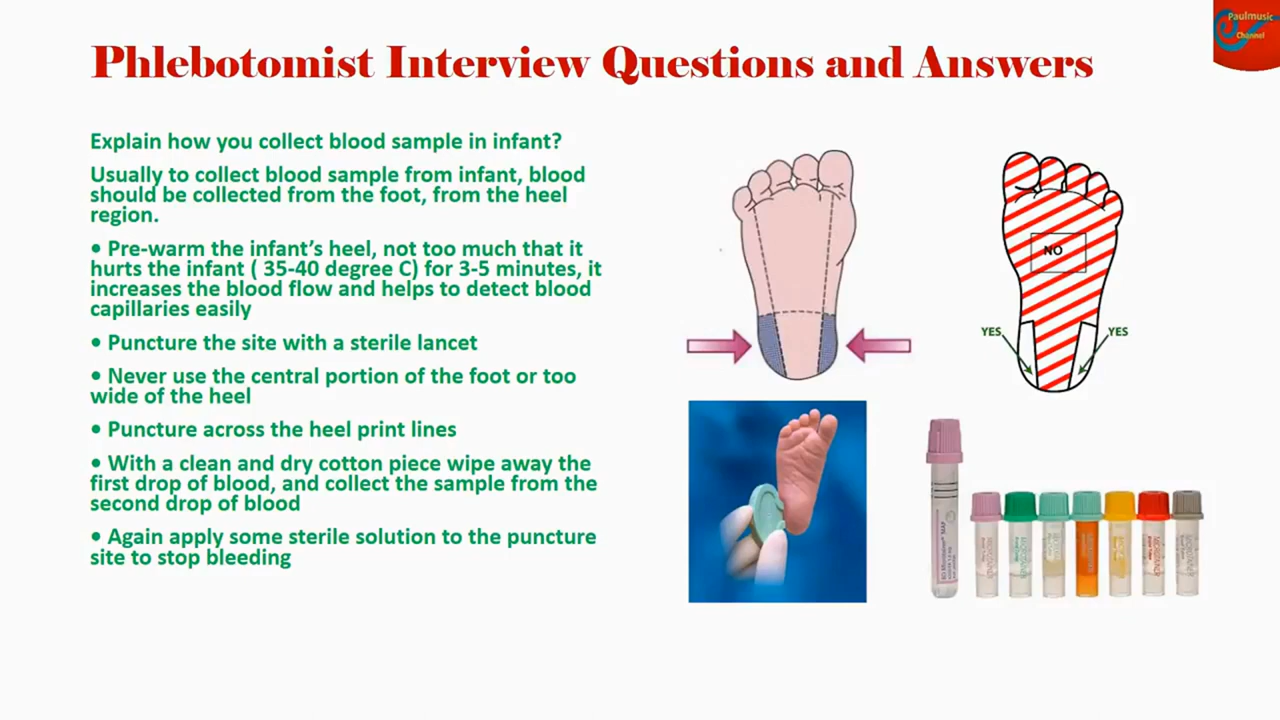 Paulmusic
Channel
Phlebotomist Interview Questions and Answers
Explain how you collect blood sample in infant?
Usually to collect blood sample from infant, blood
should be collected from the foot, from the heel
region.
• Pre-warm the infant’s heel, not too much that it
hurts the infant ( 35-40 degree C) for 3-5 minutes, it
increases the blood flow and helps to detect blood
capillaries easily
• Puncture the site with a sterile lancet
• Never use the central portion of the foot or too
wide of the heel
• Puncture across the heel print lines
• With a clean and dry cotton piece wipe away the
first drop of blood, and collect the sample from the
second drop of blood
• Again apply some sterile solution to the puncture
site to stop bleeding
NO
YES
YES